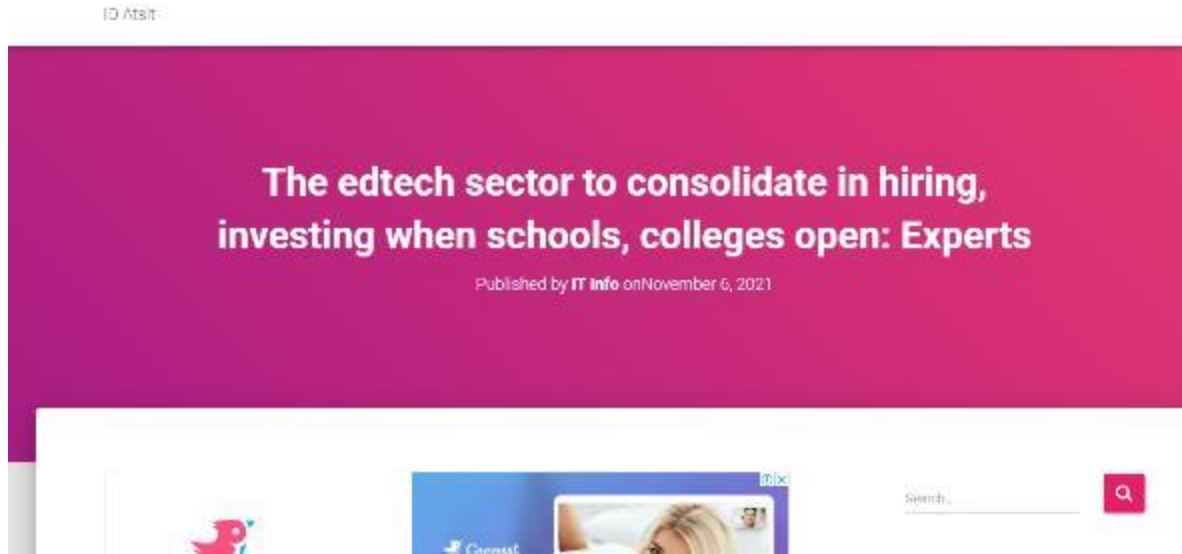 The edtech sector to consolidate in hiring,
investing when schools, colleges open: Experts
Published by IT Info onNovember 6, 2021
Search…